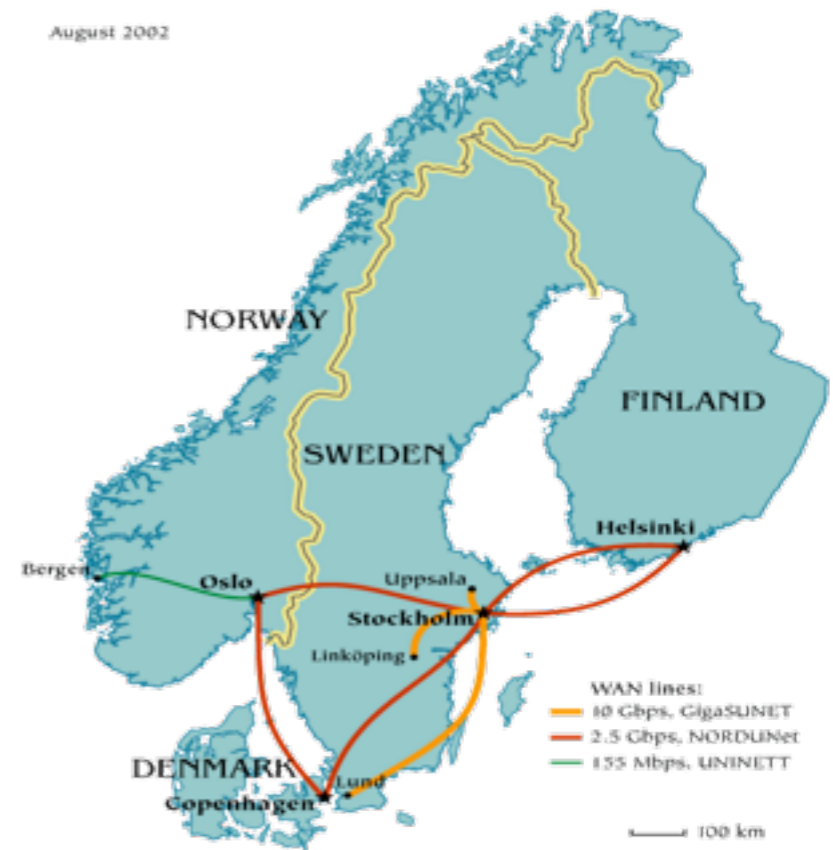 August 2002
NORWAY
FINLAND
SWEDEN
Helsinki
Bergen
Oslo
Uppsala
Stockholm
Linköping
WAN lines:
10 Gbps, GigaSUNET
2.5 Gbps, NORDUNet
155 Mbps, UNINETT
DENMARK
Lund
Copenhagen
100 km